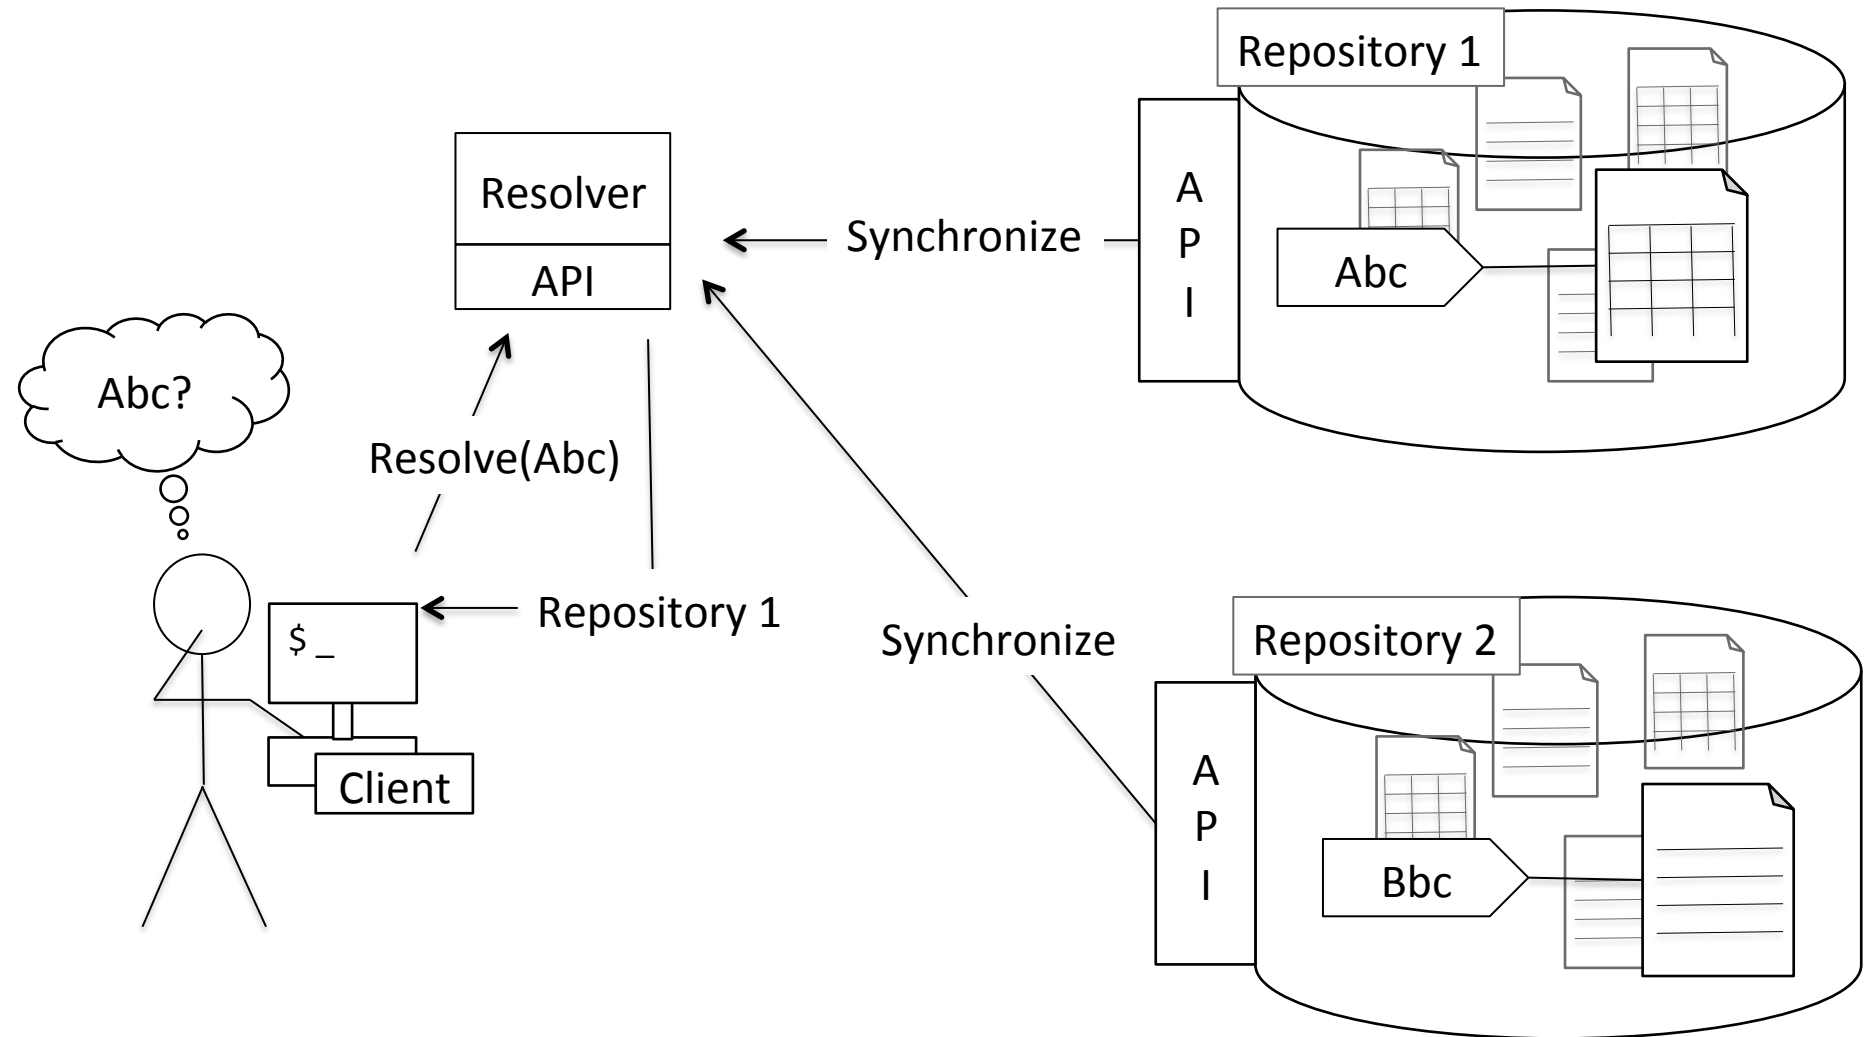 Repository 1
Resolver
API
Synchronize
A
P
I
Abc
Abc?
Resolve(Abc)
Repository 1
$ _
Client
Synchronize
Repository 2
A
P
I
Bbc